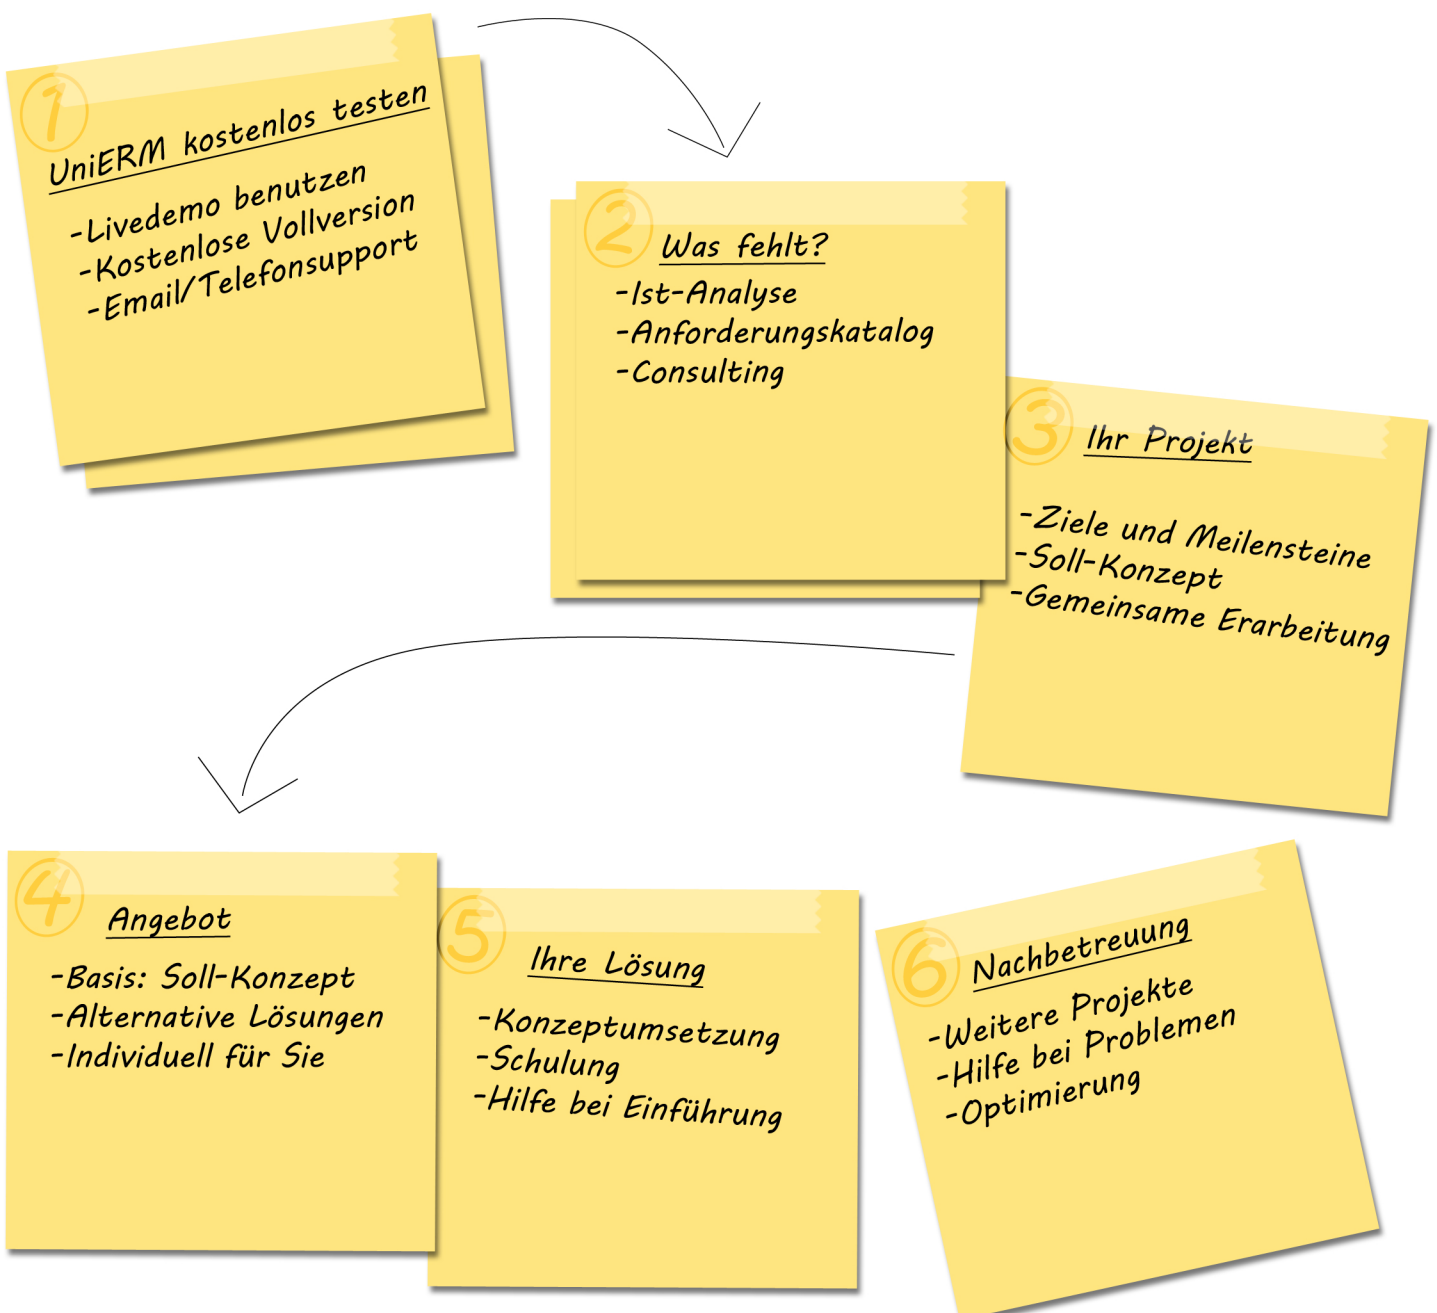 1
UniERM kostenlos testen
-Livedemo benutzen
-Kostenlose Vollversion
-Email/Telefonsupport
2
Was fehlt?
-Ist-Analyse
-Anforderungskatalog
-Consulting
3
Ihr Projekt
-Ziele und Meilensteine
-Soll-Konzept
-Gemeinsame Erarbeitung
4
Angebot
-Basis: Soll-Konzept
-Alternative Lösungen
-Individuell für Sie
5
Ihre Lösung
-Konzeptumsetzung
-Schulung
-Hilfe bei Einführung
6
Nachbetreuung
-Weitere Projekte
-Hilfe bei Problemen
-Optimierung